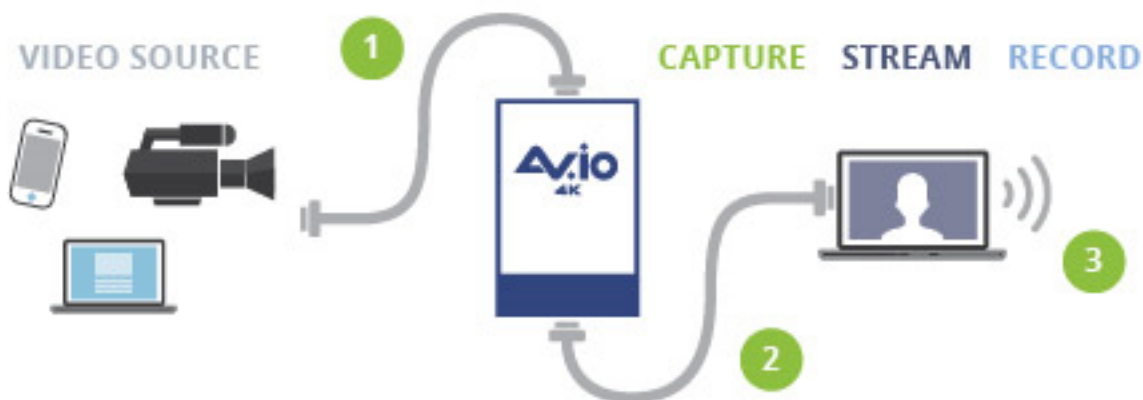 VIDEO SOURCE
1
CAPTURE STREAM RECORD
AV.io
4K
3
2